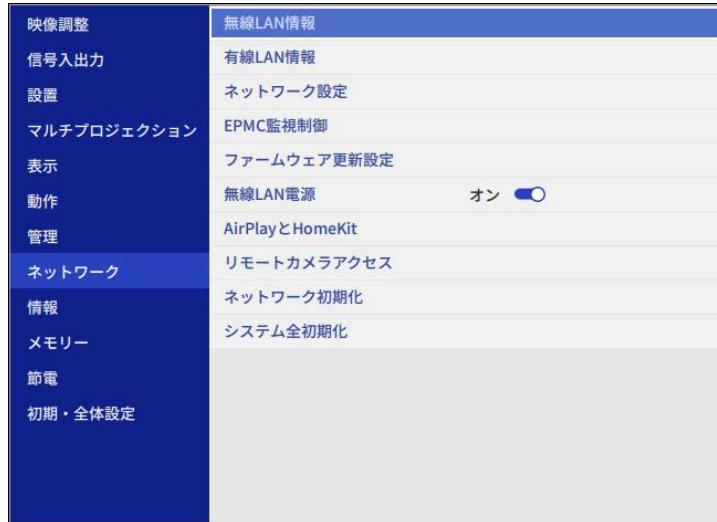 映像調整
信号入出力
設置
マルチプロジェクション
表示
動作
管理
ネットワーク
情報
メモリー
節電
初期・全体設定
無線LAN情報
有線LAN情報
ネットワーク設定
EPMC監視制御
ファームウェア更新設定
無線LAN電源 オン
AirPlayとHomeKit
リモートカメラアクセス
ネットワーク初期化
システム全初期化